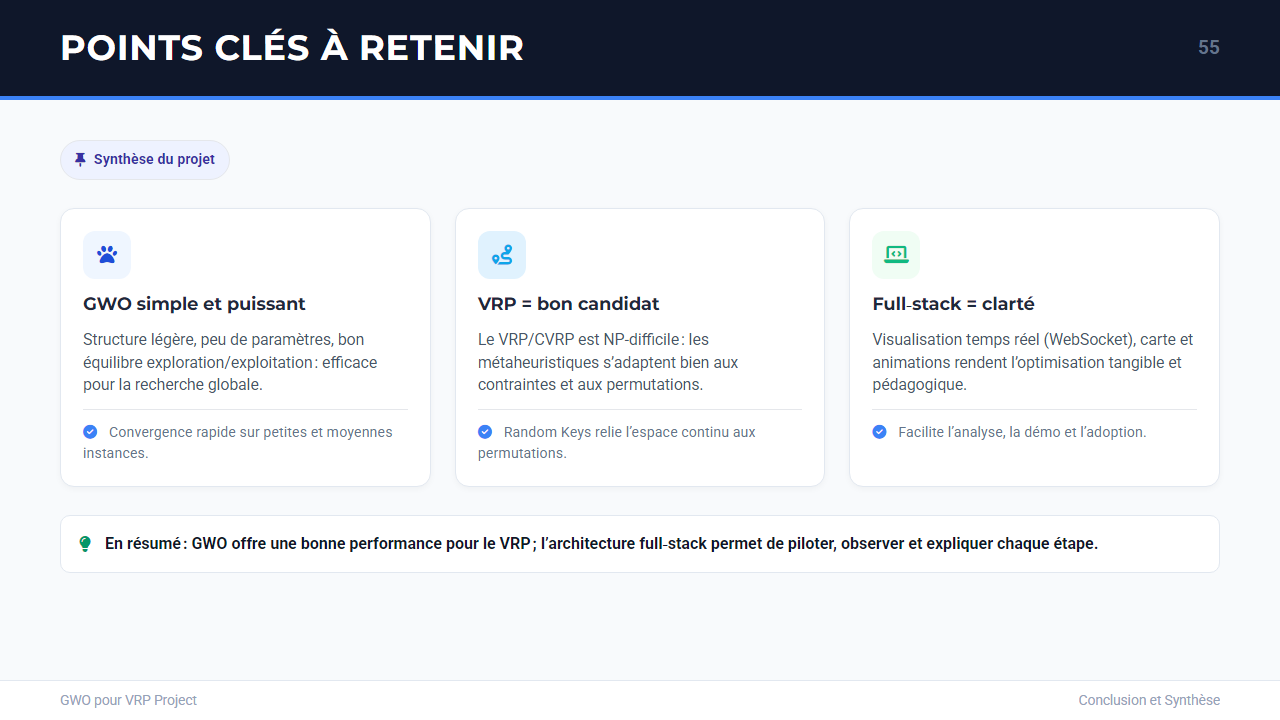 POINTS CLÉS À RETENIR
55
Synthèse du projet
GWO simple et puissant
Structure légère, peu de paramètres, bon
équilibre exploration/exploitation : efficace
pour la recherche globale.
Convergence rapide sur petites et moyennes
instances.
VRP = bon candidat
Le VRP/CVRP est NP-difficile : les
métaheuristiques s’adaptent bien aux
contraintes et aux permutations.
Random Keys relie l’espace continu aux
permutations.
Full-stack = clarté
Visualisation temps réel (WebSocket), carte et
animations rendent l’optimisation tangible et
pédagogique.
Facilite l’analyse, la démo et l’adoption.
En résumé : GWO offre une bonne performance pour le VRP ; l’architecture full-stack permet de piloter, observer et expliquer chaque étape.
GWO pour VRP Project
Conclusion et Synthèse